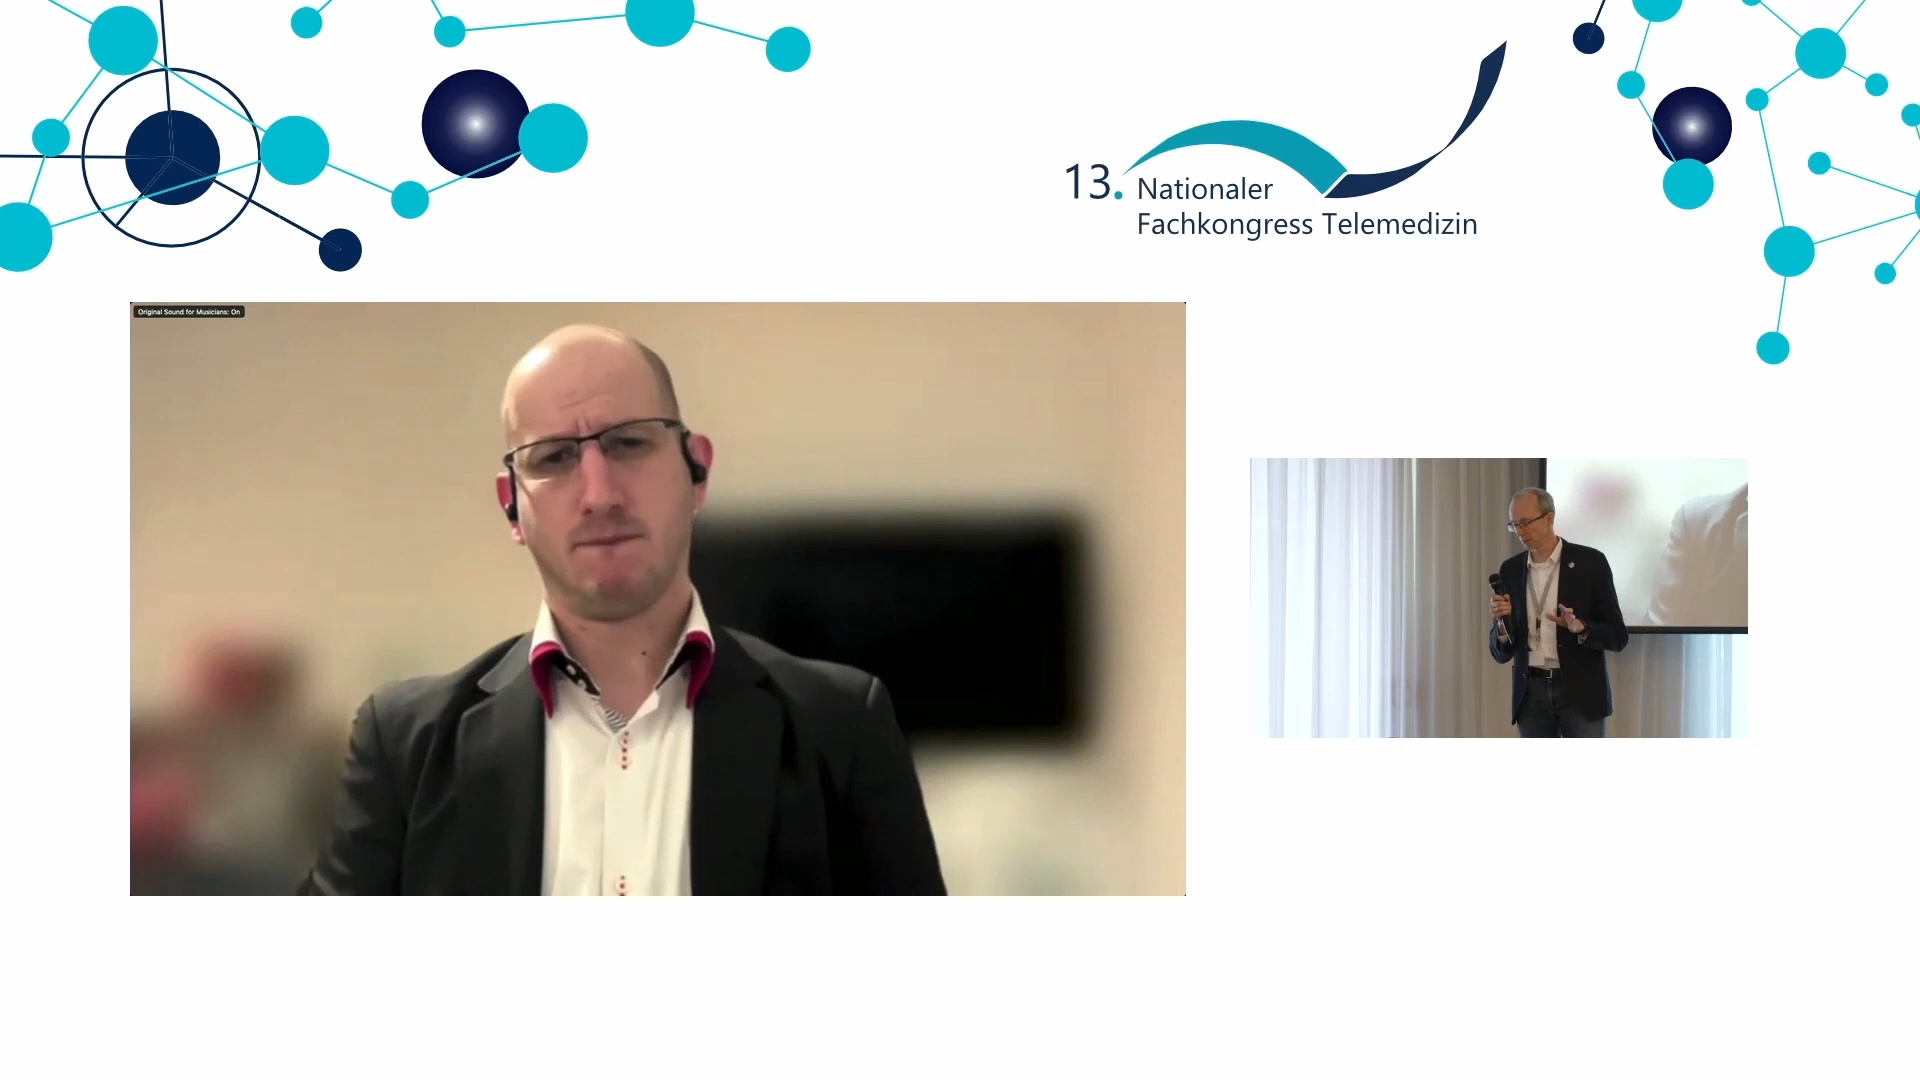 13. Nationaler
Fachkongress Telemedizin
Original Sound for Musicians: On